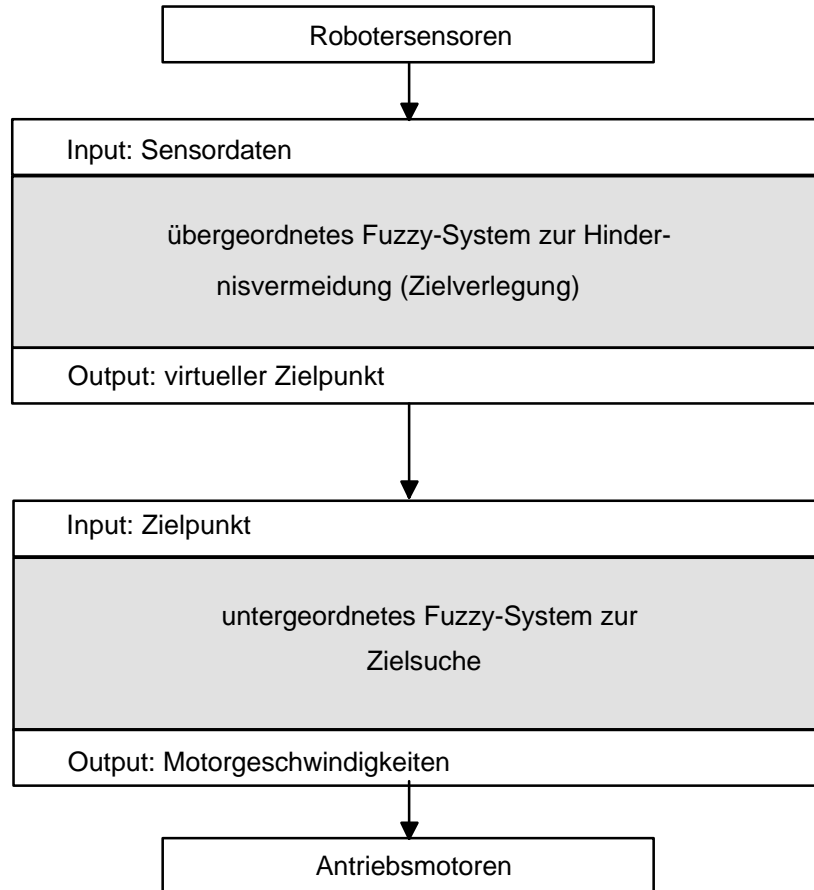 Robotersensoren
Input: Sensordaten
übergeordnetes Fuzzy-System zur Hinder-
nisvermeidung (Zielverlegung)
Output: virtueller Zielpunkt
Input: Zielpunkt
untergeordnetes Fuzzy-System zur
Zielsuche
Output: Motorgeschwindigkeiten
Antriebsmotoren